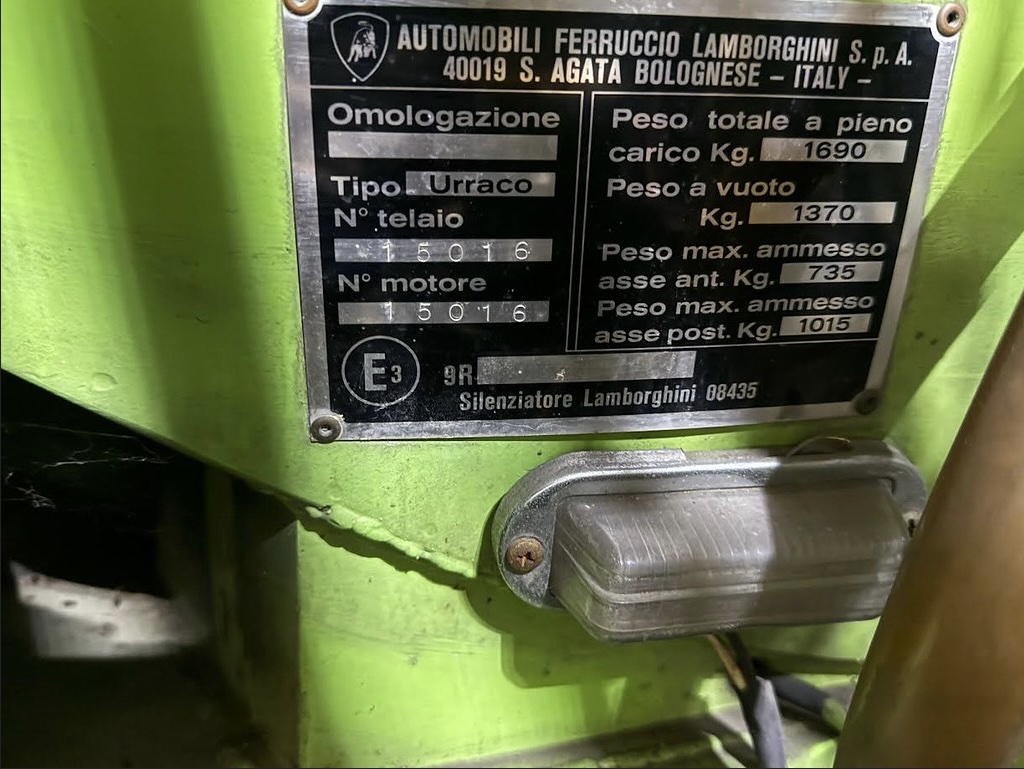 AUTOMOBILI FERRUCCIO LAMBORGHINI S.p.A.
40019 S. AGATA BOLOGNESE - ITALY -
Omologazione
Tipo Urraco
N° telaio
15016
N° motore
15016
Peso totale a pieno
carico Kg. 1690
Peso a vuoto
Kg. 1370
Peso max. ammesso
asse ant. Kg. 735
Peso max. ammesso
asse post. Kg. 1015
E3 9R
Silenziatore Lamborghini 08435